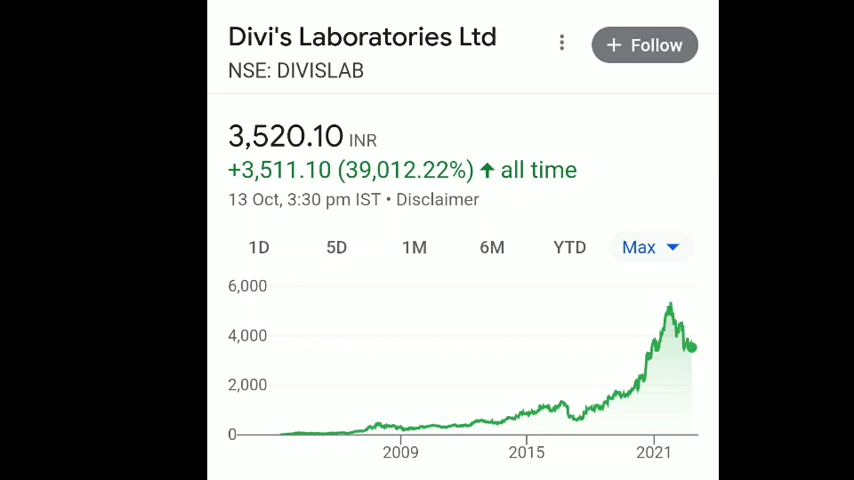 Divi's Laboratories Ltd
+ Follow
NSE: DIVISLAB
3,520.10 INR
+3,511.10 (39,012.22%) ↑ all time
13 Oct, 3:30 pm IST • Disclaimer
1D 5D 1M 6M YTD Max
6,000
4,000
2,000
0
2009 2015 2021